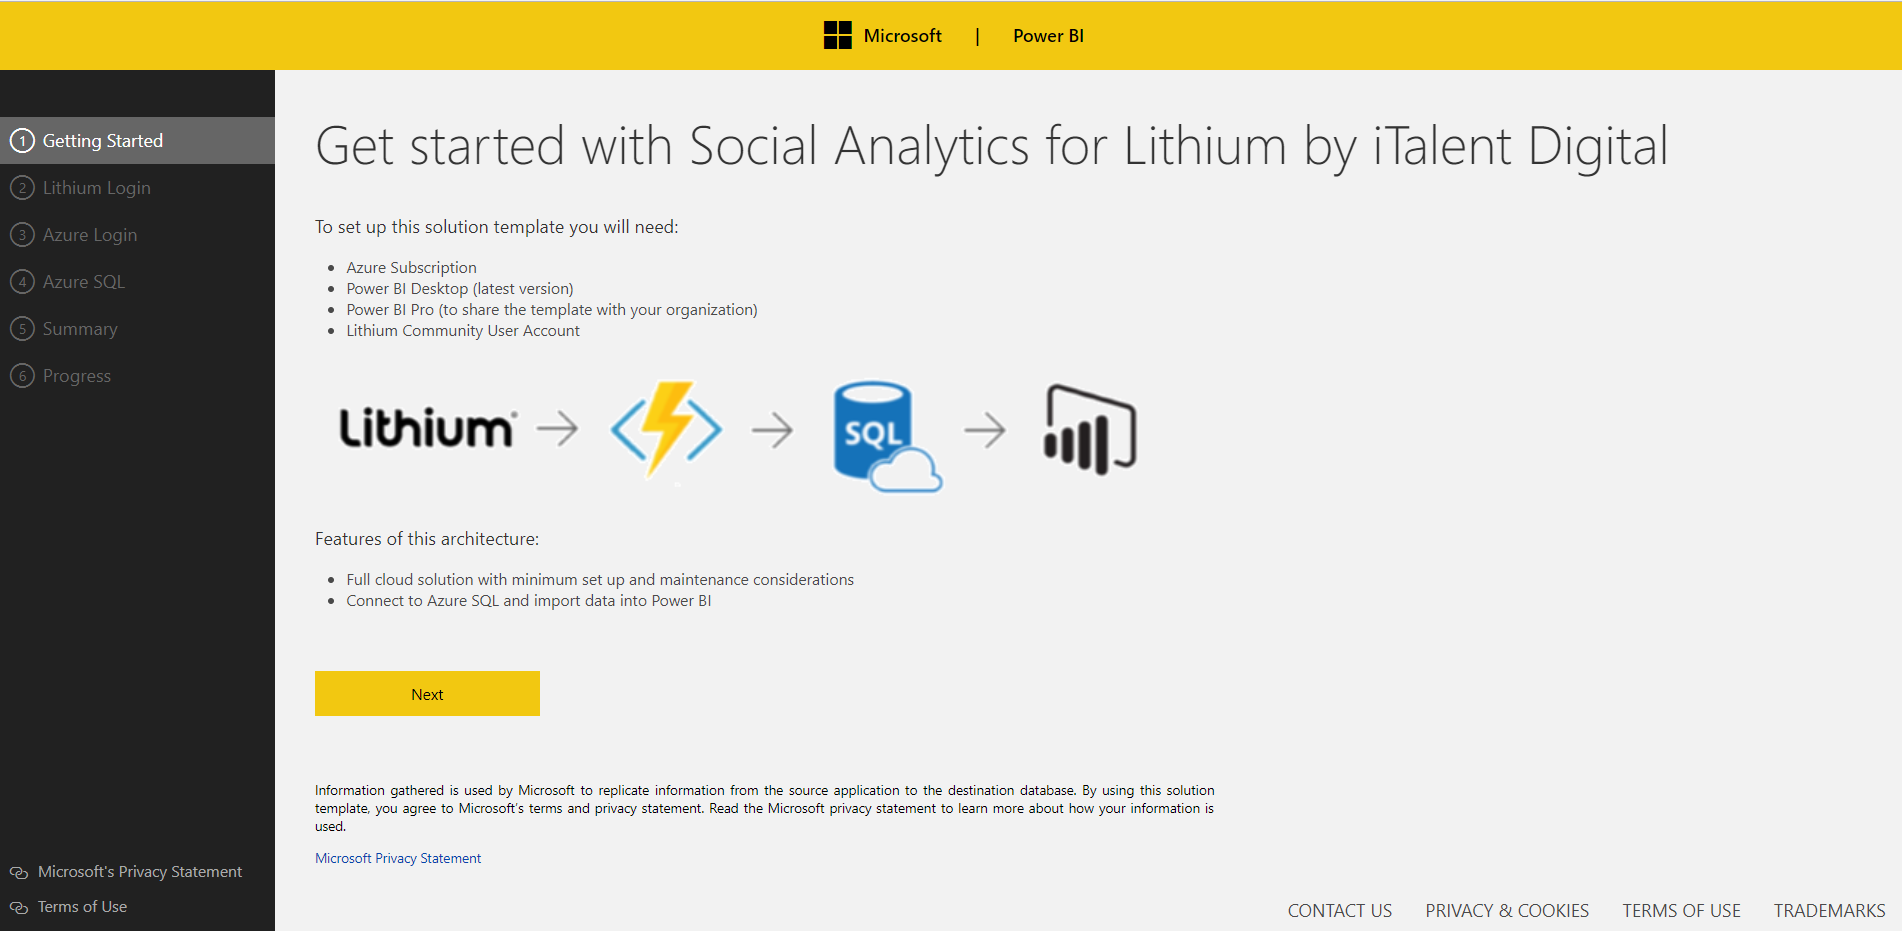 Microsoft | Power BI
1 Getting Started
2 Lithium Login
3 Azure Login
4 Azure SQL
5 Summary
6 Progress
Microsoft's Privacy Statement
Terms of Use
Get started with Social Analytics for Lithium by iTalent Digital
To set up this solution template you will need:
• Azure Subscription
• Power BI Desktop (latest version)
• Power BI Pro (to share the template with your organization)
• Lithium Community User Account
Lithium
SQL
Features of this architecture:
• Full cloud solution with minimum set up and maintenance considerations
• Connect to Azure SQL and import data into Power BI
Next
Information gathered is used by Microsoft to replicate information from the source application to the destination database. By using this solution
template, you agree to Microsoft's terms and privacy statement. Read the Microsoft privacy statement to learn more about how your information is
used.
Microsoft Privacy Statement
CONTACT US PRIVACY & COOKIES TERMS OF USE TRADEMARKS